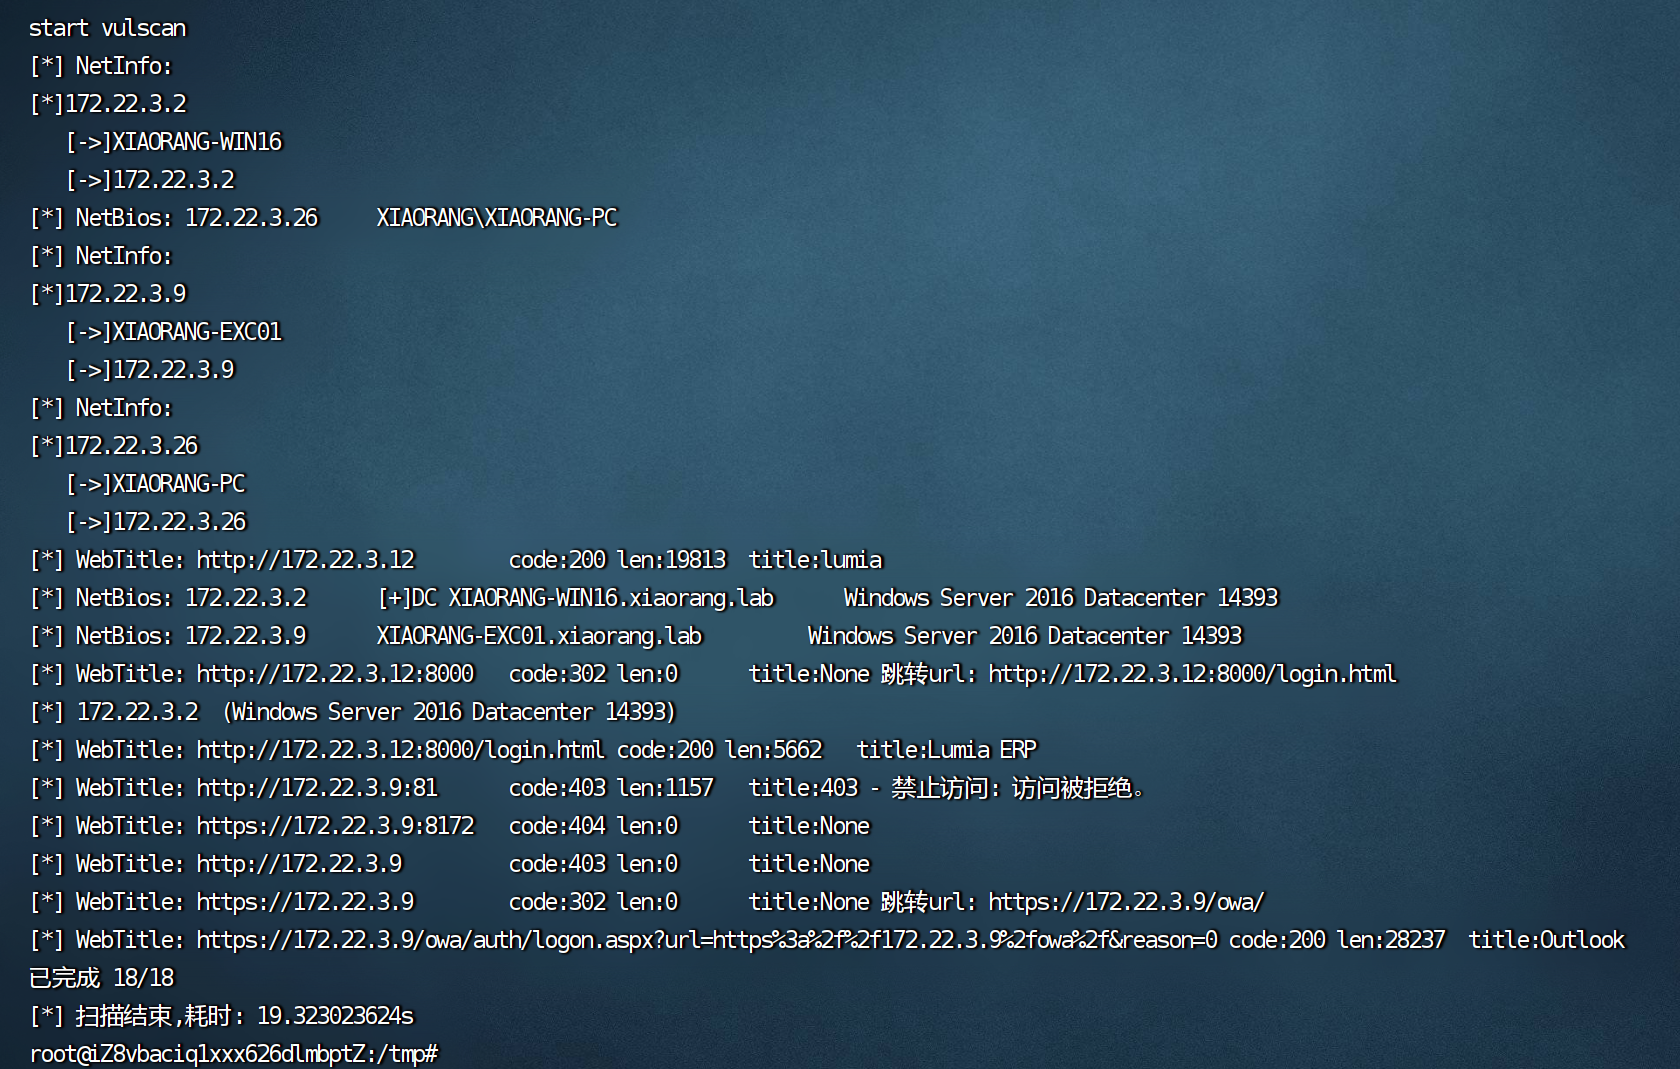 start vulscan
[*] NetInfo:
[*]172.22.3.2
   [->]XIAORANG-WIN16
   [->]172.22.3.2
[*] NetBios: 172.22.3.26     XIAORANG\XIAORANG-PC
[*] NetInfo:
[*]172.22.3.9
   [->]XIAORANG-EXC01
   [->]172.22.3.9
[*] NetInfo:
[*]172.22.3.26
   [->]XIAORANG-PC
   [->]172.22.3.26
[*] WebTitle: http://172.22.3.12        code:200 len:19813  title:lumia
[*] NetBios: 172.22.3.2      [+]DC XIAORANG-WIN16.xiaorang.lab      Windows Server 2016 Datacenter 14393
[*] NetBios: 172.22.3.9      XIAORANG-EXC01.xiaorang.lab         Windows Server 2016 Datacenter 14393
[*] WebTitle: http://172.22.3.12:8000   code:302 len:0      title:None 跳转url: http://172.22.3.12:8000/login.html
[*] 172.22.3.2  (Windows Server 2016 Datacenter 14393)
[*] WebTitle: http://172.22.3.12:8000/login.html code:200 len:5662   title:Lumia ERP
[*] WebTitle: http://172.22.3.9:81      code:403 len:1157   title:403 - 禁止访问: 访问被拒绝。
[*] WebTitle: https://172.22.3.9:8172   code:404 len:0      title:None
[*] WebTitle: http://172.22.3.9         code:403 len:0      title:None
[*] WebTitle: https://172.22.3.9        code:302 len:0      title:None 跳转url: https://172.22.3.9/owa/
[*] WebTitle: https://172.22.3.9/owa/auth/logon.aspx?url=https%3a%2f%2f172.22.3.9%2fowa%2f&reason=0 code:200 len:28237  title:Outlook
已完成 18/18
[*] 扫描结束,耗时: 19.323023624s
root@iZ8vbaciq1xxx626dlmbptZ:/tmp#